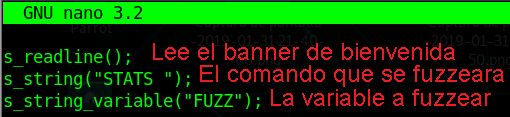 GNU nano 3.2
s_readline(); Lee el banner de bienvenida
s_string("STATS "); El comando que se fuzzeara
s_string_variable("FUZZ"); La variable a fuzzear